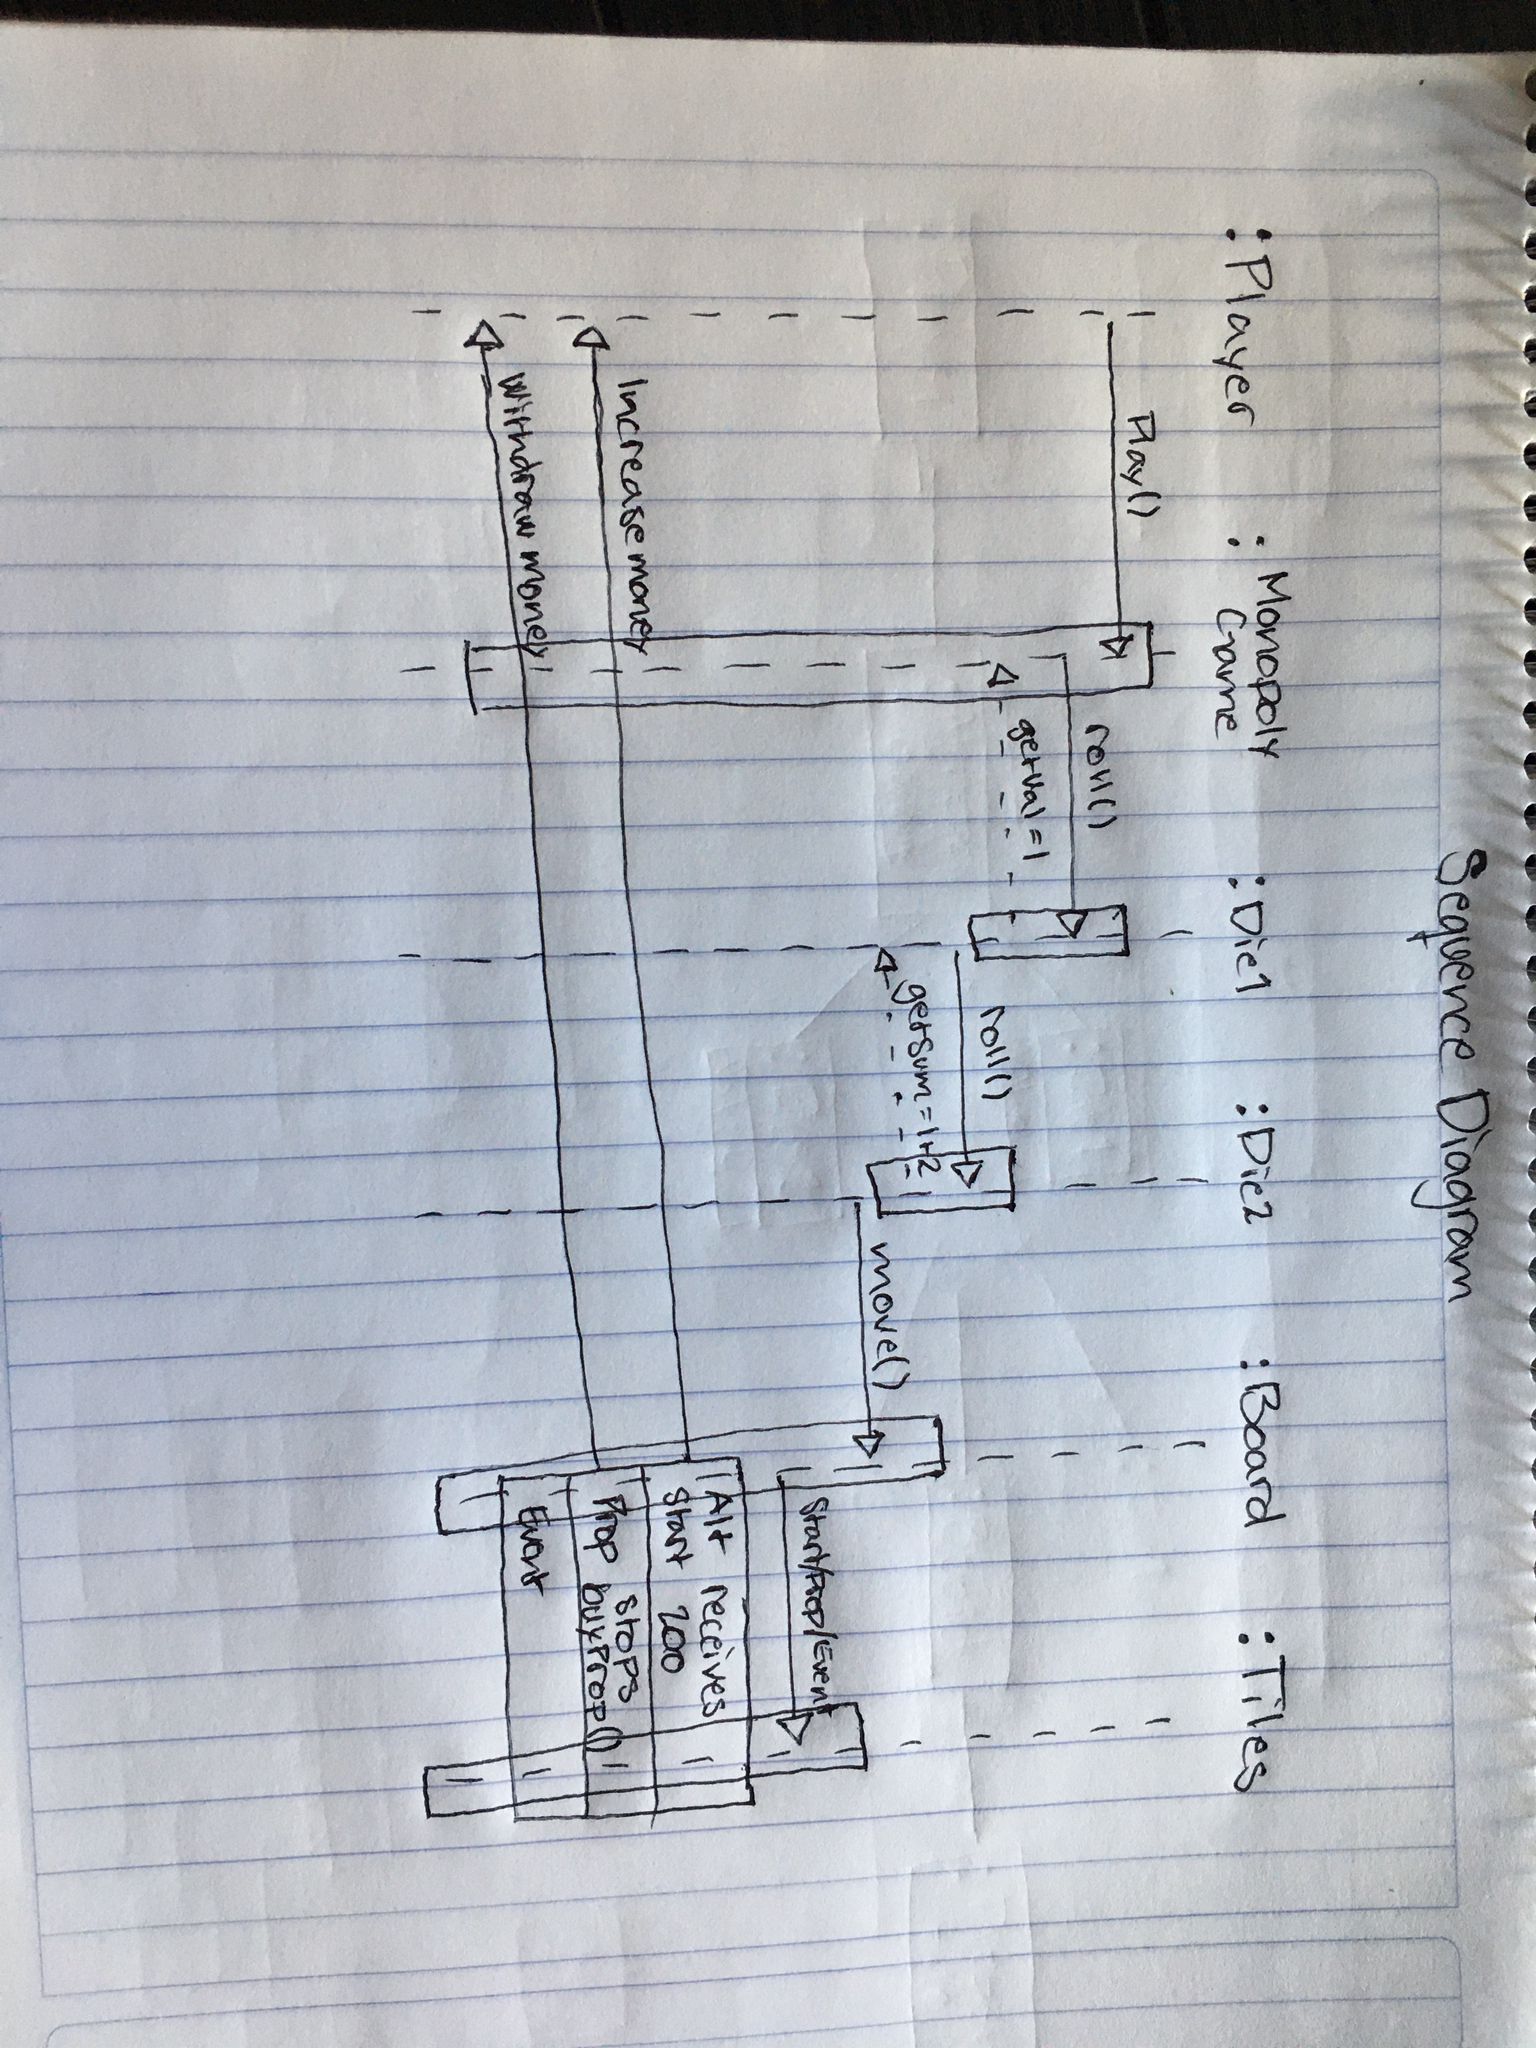 Sequence Diagram
:Player
:Monopoly
Game
:Die1
:Die2
:Board
:Tiles
Play()
roll()
getVal=1
roll()
getSum=1+2
move()
Start/Prop/Event
Alt receives
Start 200
Prop stops
buyProp()
Event
Increase money
Withdraw money